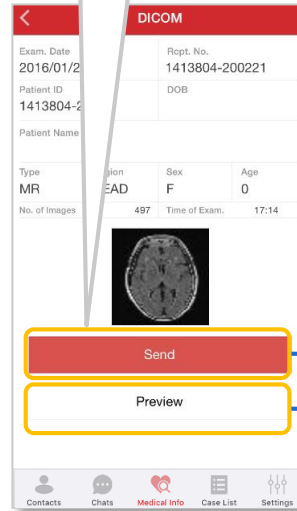 DICOM
Exam. Date Rcpt. No.
2016/01/2 1413804-200221
Patient ID DOB
1413804-2
Patient Name
Type gion Sex Age
MR EAD F 0
No. of Images 497 Time of Exam. 17:14
Send
Preview
Contacts Chats Medical Info Case List Settings